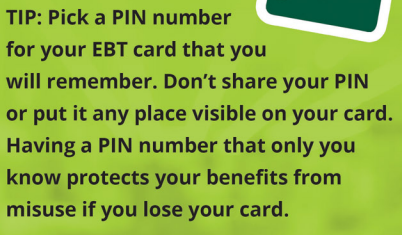 TIP: Pick a PIN number
for your EBT card that you
will remember. Don’t share your PIN
or put it any place visible on your card.
Having a PIN number that only you
know protects your benefits from
misuse if you lose your card.